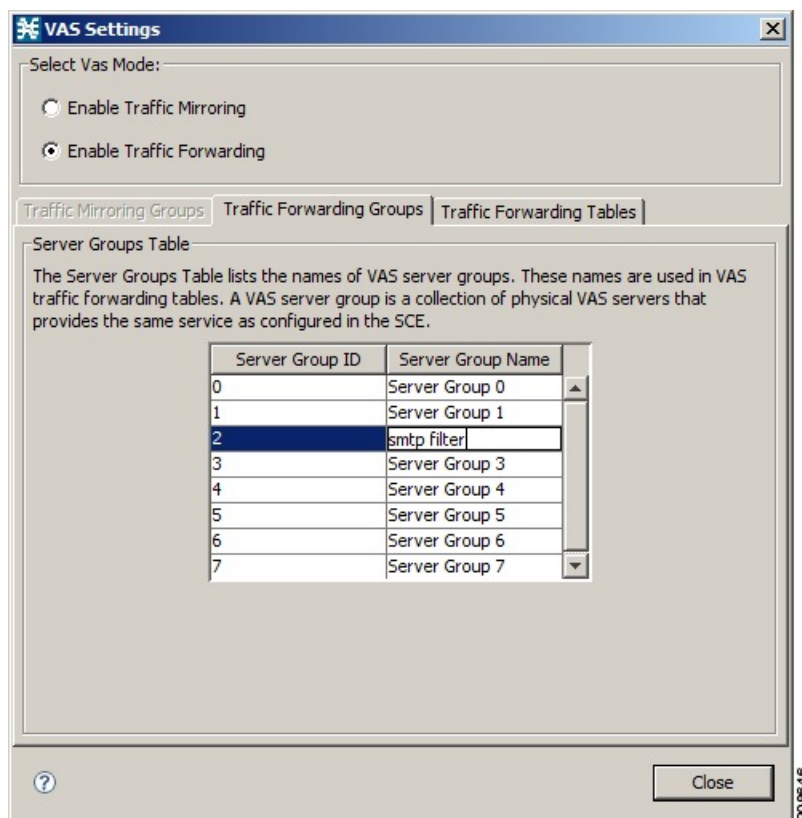 VAS Settings
Select Vas Mode:
Enable Traffic Mirroring
Enable Traffic Forwarding
Traffic Mirroring Groups Traffic Forwarding Groups Traffic Forwarding Tables
Server Groups Table
The Server Groups Table lists the names of VAS server groups. These names are used in VAS
traffic forwarding tables. A VAS server group is a collection of physical VAS servers that
provides the same service as configured in the SCE.
Server Group ID Server Group Name
0 Server Group 0
1 Server Group 1
2 smtp filter
3 Server Group 3
4 Server Group 4
5 Server Group 5
6 Server Group 6
7 Server Group 7
? Close